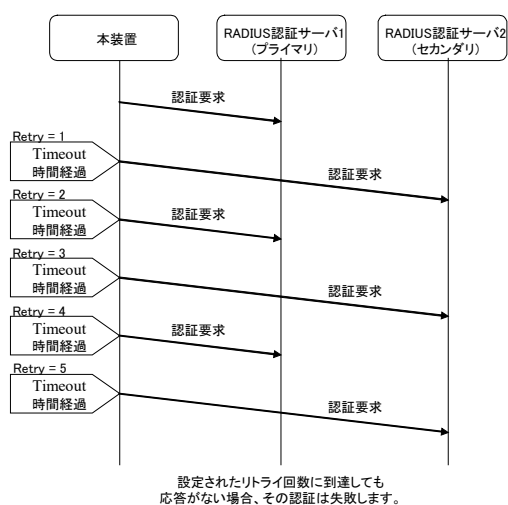 本装置
RADIUS認証サーバ1
(プライマリ)
RADIUS認証サーバ2
(セカンダリ)
認証要求
Retry = 1
Timeout
時間経過
認証要求
Retry = 2
Timeout
時間経過
認証要求
Retry = 3
Timeout
時間経過
認証要求
Retry = 4
Timeout
時間経過
認証要求
Retry = 5
Timeout
時間経過
認証要求
設定されたリトライ回数に到達しても
応答がない場合、その認証は失敗します。